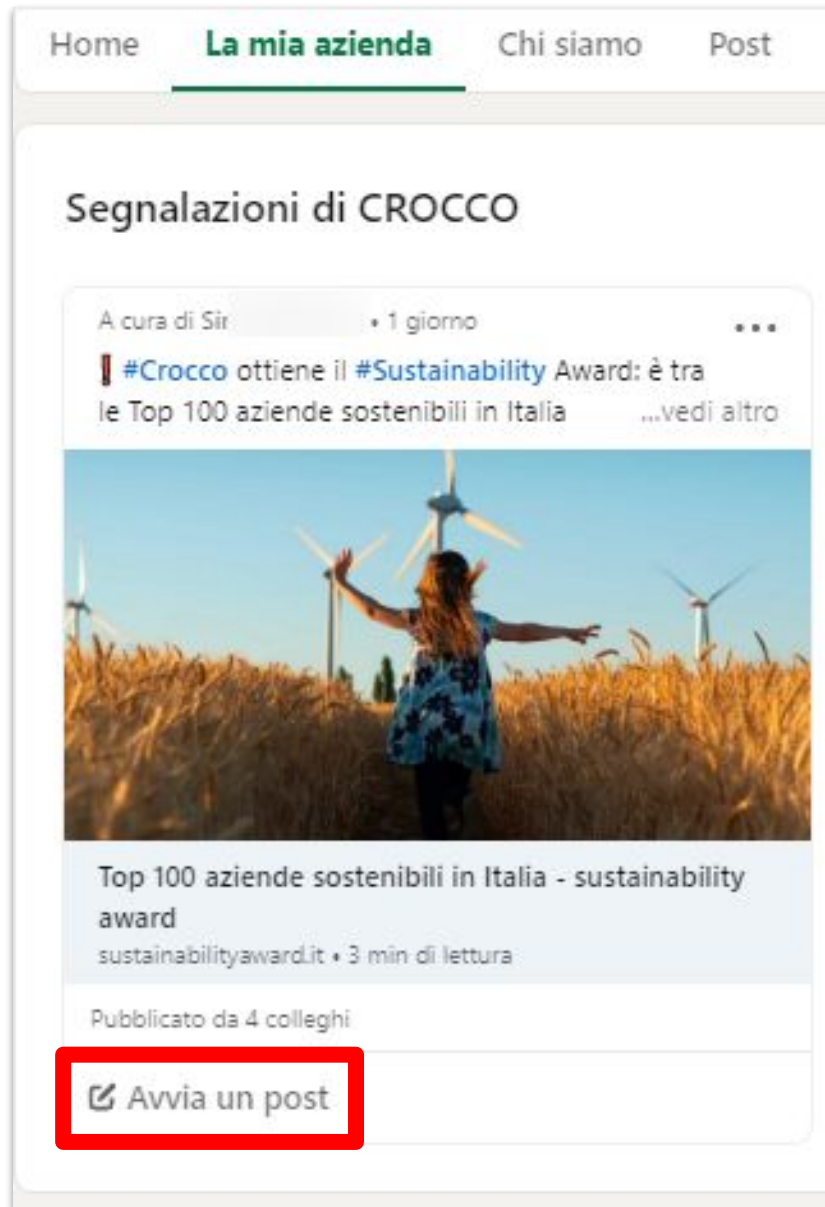 Home La mia azienda Chi siamo Post
Segnalazioni di CROCCO
A cura di Sir • 1 giorno
❗#Crocco ottiene il #Sustainability Award: è tra
le Top 100 aziende sostenibili in Italia ...vedi altro
Top 100 aziende sostenibili in Italia - sustainability
award
sustainabilityaward.it • 3 min di lettura
Pubblicato da 4 colleghi
Avvia un post